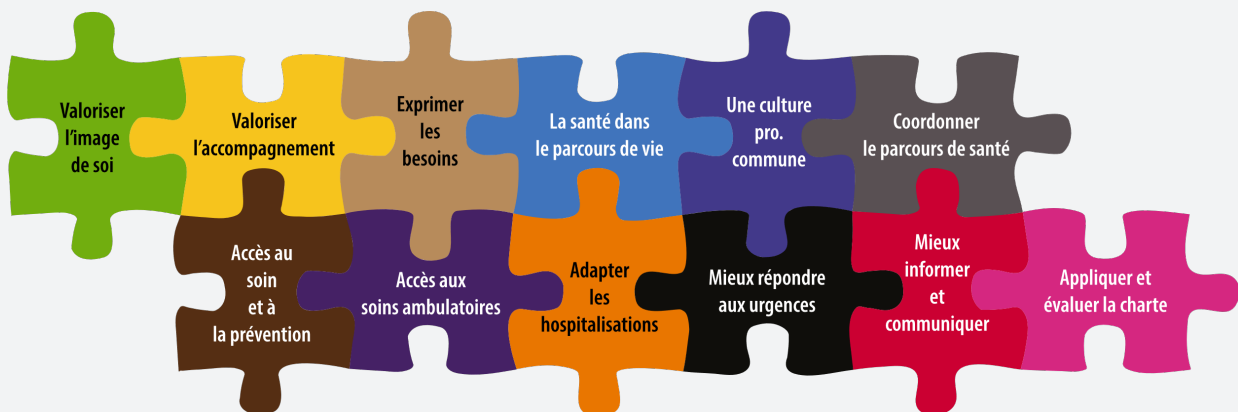 Valoriser
l'image
de soi
Valoriser
l'accompagnement
Exprimer
les
besoins
La santé dans
le parcours de vie
Une culture
pro.
commune
Coordonner
le parcours de santé
Accès au
soin
et à
la prévention
Accès aux
soins ambulatoires
Adapter
les
hospitalisations
Mieux répondre
aux urgences
Mieux
informer
et
communiquer
Appliquer et
évaluer la charte